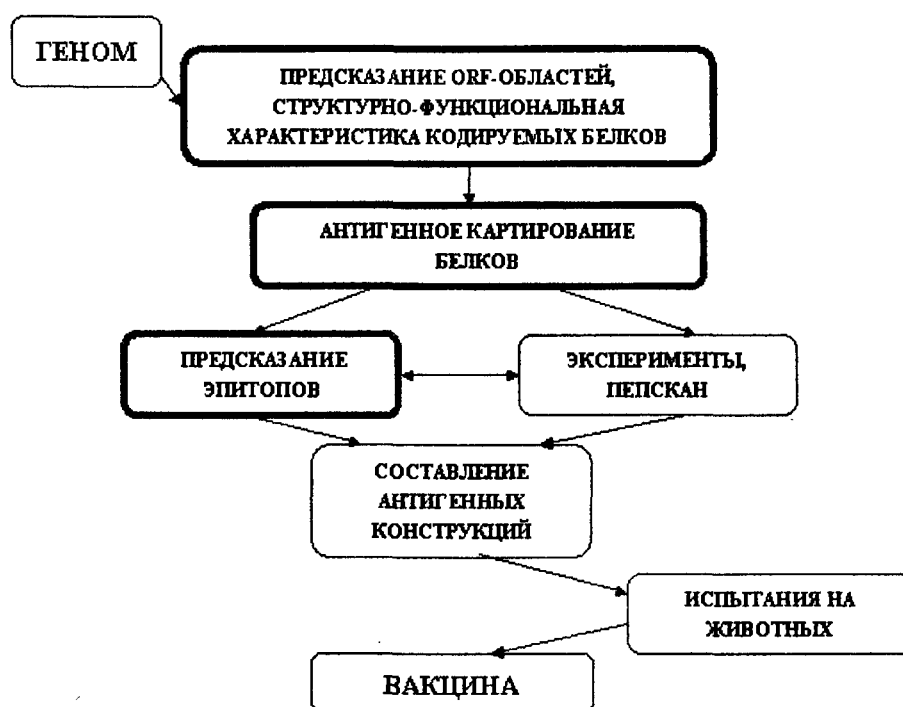 ГЕНОМ
ПРЕДСКАЗАНИЕ ORF-ОБЛАСТЕЙ,
СТРУКТУРНО-ФУНКЦИОНАЛЬНАЯ
ХАРАКТЕРИСТИКА КОДИРУЕМЫХ БЕЛКОВ
АНТИГЕННОЕ КАРТИРОВАНИЕ
БЕЛКОВ
ПРЕДСКАЗАНИЕ
ЭПИТОПОВ
ЭКСПЕРИМЕНТЫ,
ПЕПСКАН
СОСТАВЛЕНИЕ
АНТИГЕННЫХ
КОНСТРУКЦИЙ
ИСПЫТАНИЯ НА
ЖИВОТНЫХ
ВАКЦИНА